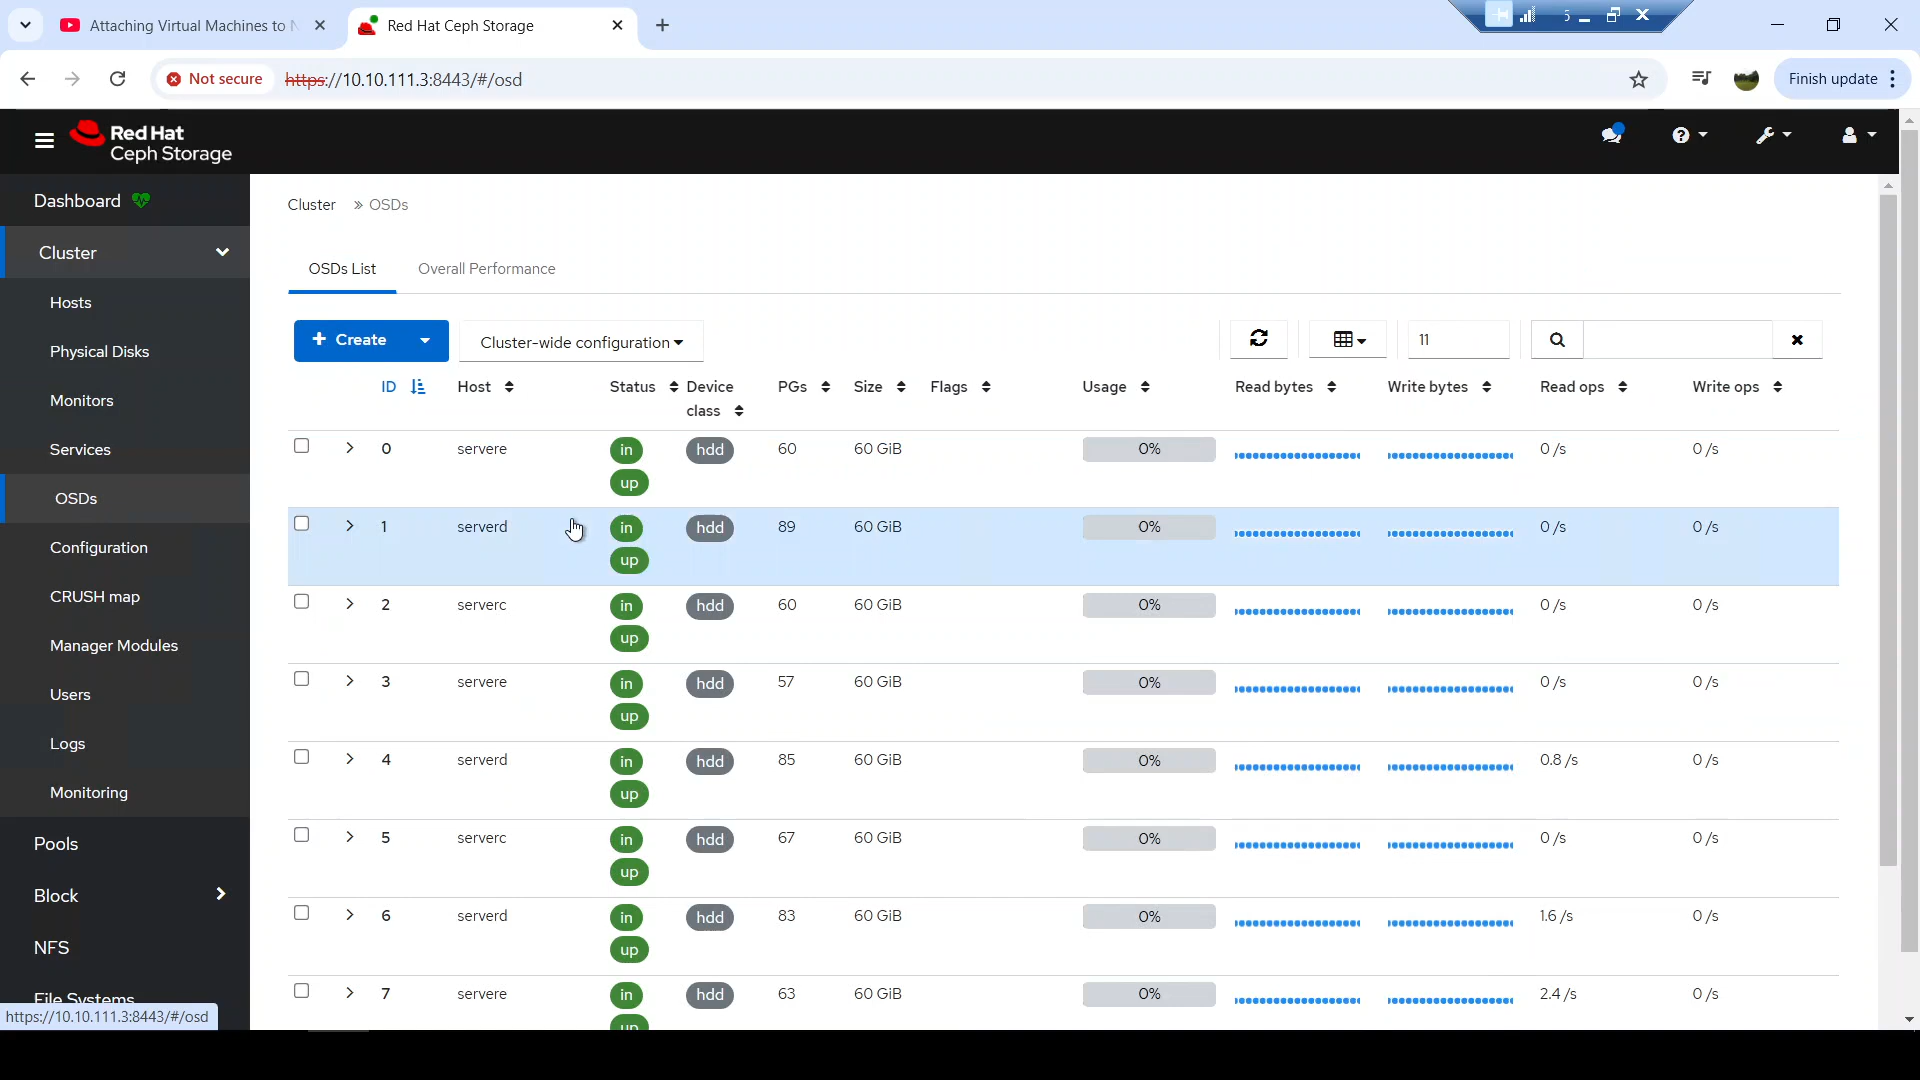 Attaching Virtual Machines to N
Red Hat Ceph Storage
5
Not secure
https://10.10.111.3:8443/#/osd
Finish update
Red Hat
Ceph Storage
Dashboard
Cluster
Hosts
Physical Disks
Monitors
Services
OSDs
Configuration
CRUSH map
Manager Modules
Users
Logs
Monitoring
Pools
Block
NFS
File Systems
https://10.10.111.3:8443/#/osd
Cluster » OSDs
OSDs List Overall Performance
+ Create Cluster-wide configuration 11
ID Host Status Device class PGs Size Flags Usage Read bytes Write bytes Read ops Write ops
0 servere in up hdd 60 60 GiB 0% 0 /s 0 /s
1 serverd in up hdd 89 60 GiB 0% 0 /s 0 /s
2 serverc in up hdd 60 60 GiB 0% 0 /s 0 /s
3 servere in up hdd 57 60 GiB 0% 0 /s 0 /s
4 serverd in up hdd 85 60 GiB 0% 0.8 /s 0 /s
5 serverc in up hdd 67 60 GiB 0% 0 /s 0 /s
6 serverd in up hdd 83 60 GiB 0% 1.6 /s 0 /s
7 servere in up hdd 63 60 GiB 0% 2.4 /s 0 /s